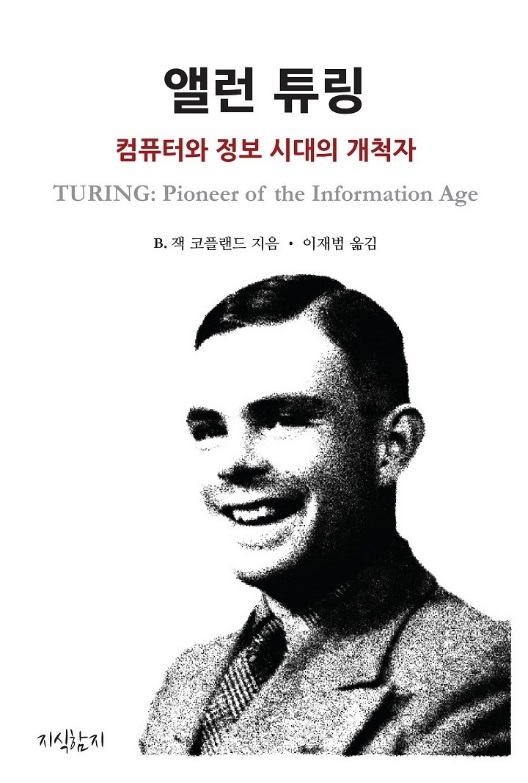 앨런 튜링
컴퓨터와 정보 시대의 개척자
TURING: Pioneer of the Information Age
B. 잭 코플랜드 지음 • 이재범 옮김
지식함지